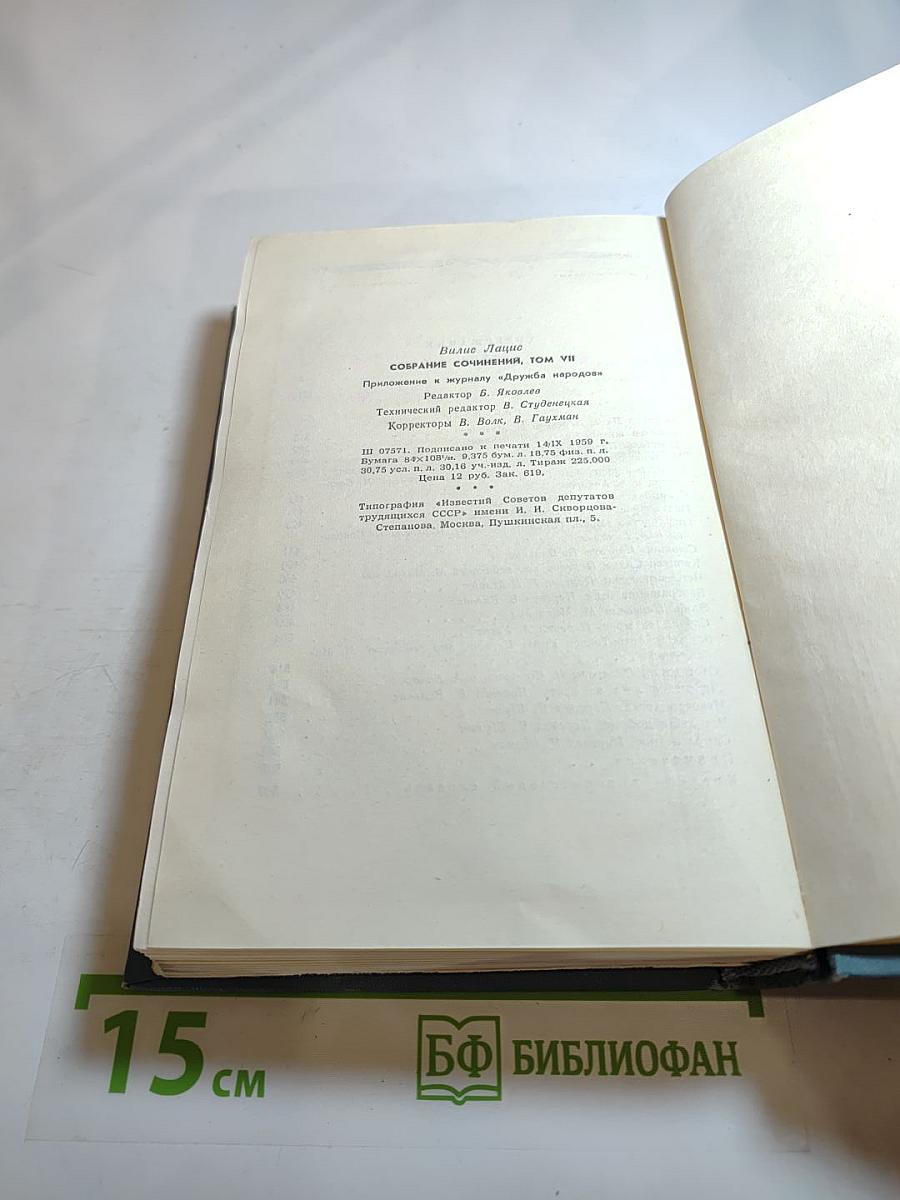 Вилис Лацис
СОБРАНИЕ СОЧИНЕНИЙ, ТОМ VII
Приложение к журналу «Дружба народов»
Редактор Б. Яковлев
Технический редактор В. Студенецкая
Корректоры В. Волк, В. Гаухман
* * *
Ш 07571. Подписано к печати 14/IX 1959 г.
Бумага 84×108¹/₃₂. 9,375 бум. л. 18,75 физ. п. л.
30,75 усл. п. л. 30,16 уч.-изд. л. Тираж 225,000
Цена 12 руб. Зак. 619.
* * *
Типография «Известий Советов депутатов
трудящихся СССР» имени И. И. Скворцова-
Степанова, Москва, Пушкинская пл., 5.
15 см
БФ БИБЛИОФАН